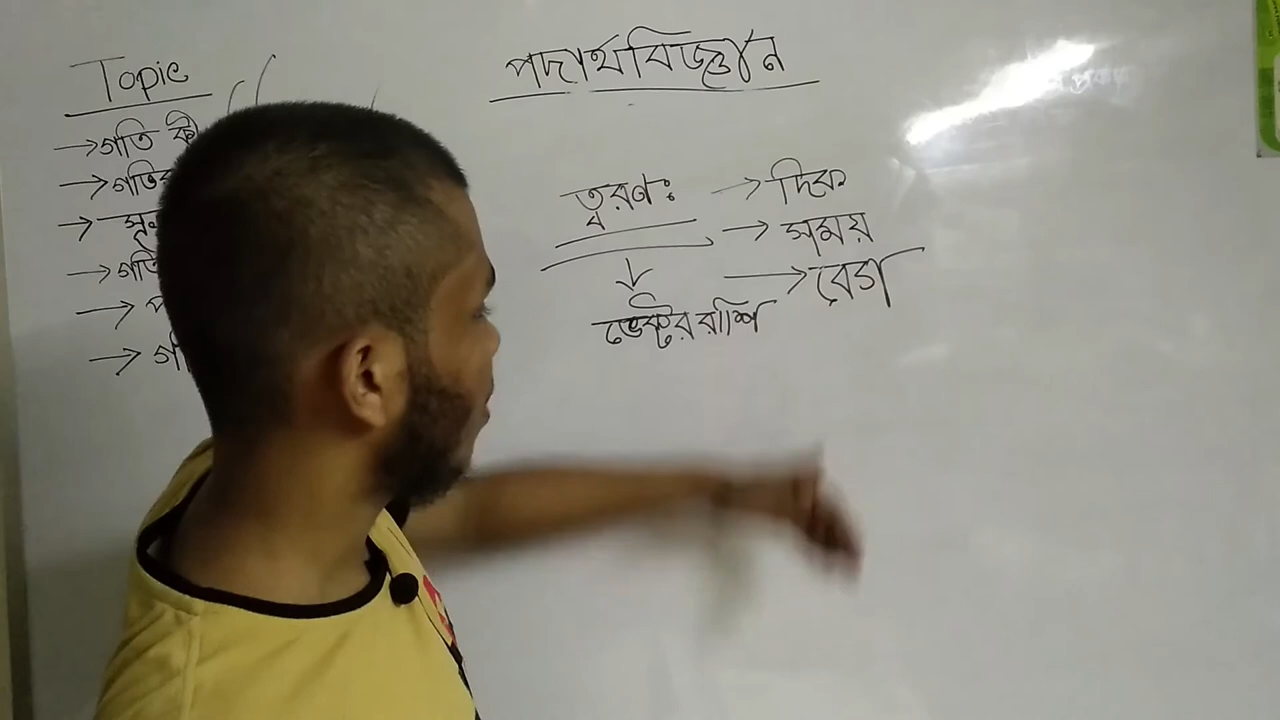 Topic
→গতি কী
→গতির
→
→গতি
→প
→গ
পদার্থবিজ্ঞান
ত্বরণঃ
↓
ভেক্টর রাশি
→দিক
→সময়
→বেগ